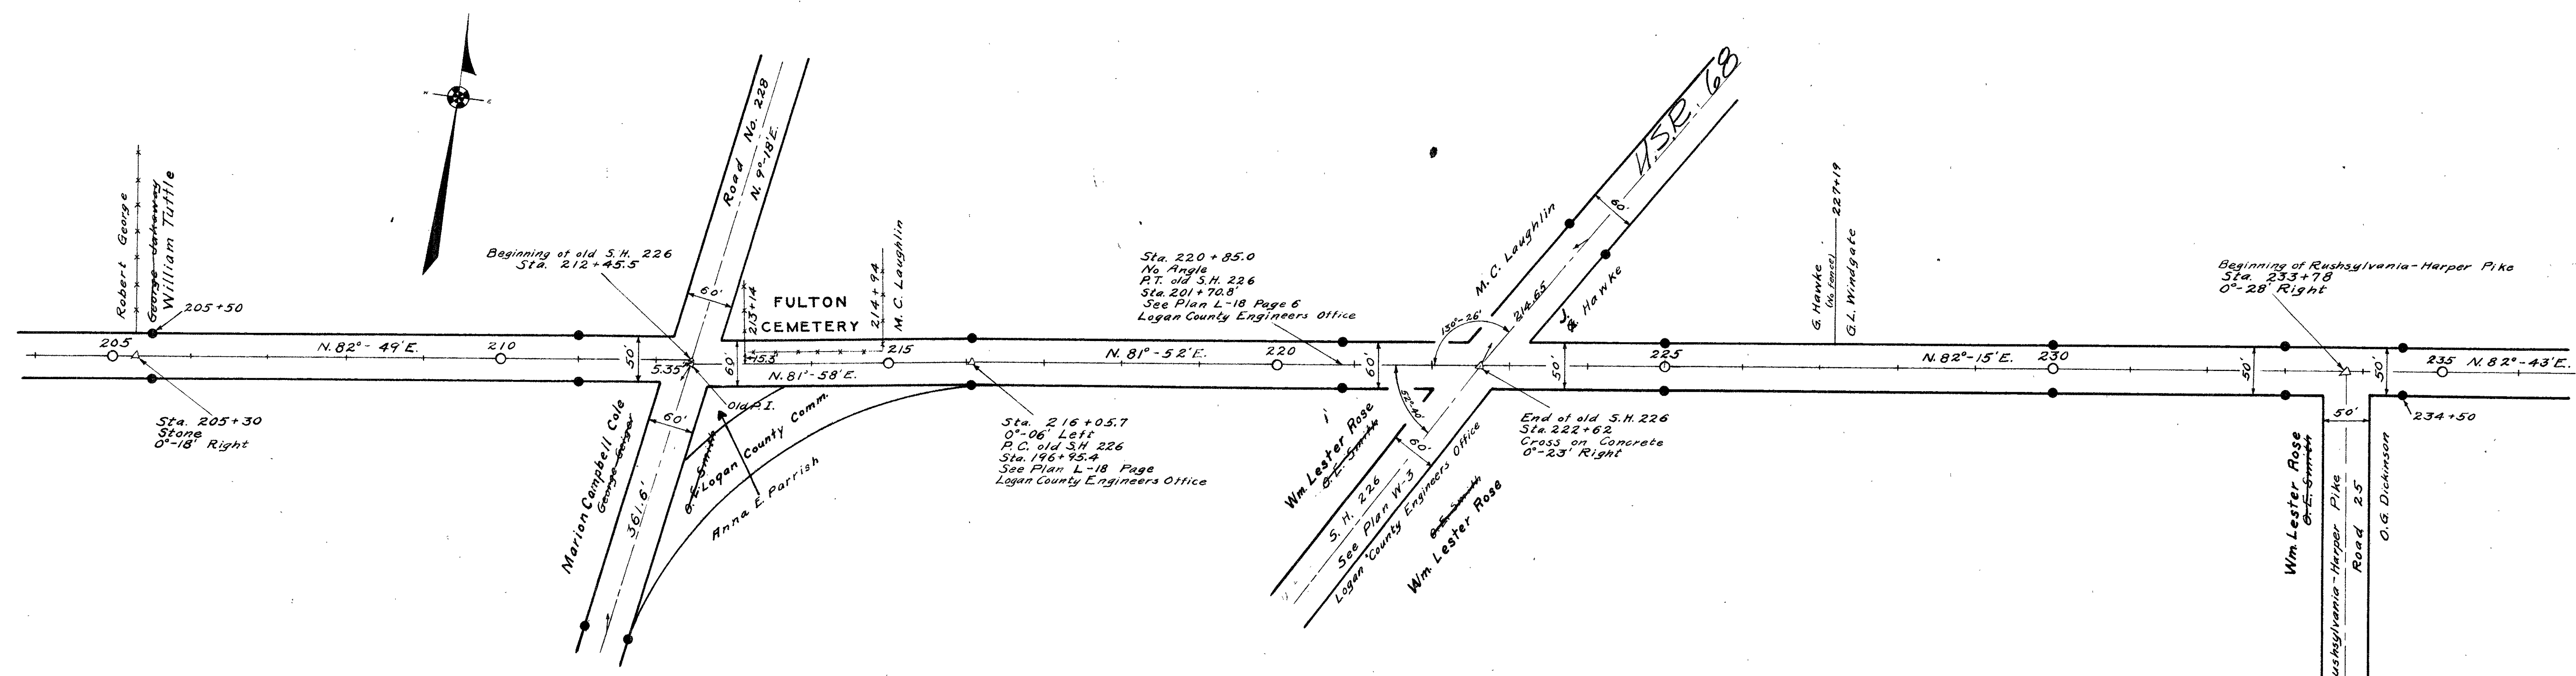 Robert George
George Jahaway
William Tuttle
205+50
205
N. 82°-49'E.
210
Sta. 205+30
Stone
0°-18' Right
Beginning of old S.H. 226
Sta. 212+45.5
Road No. 228
N. 9°-18'E.
60'
50'
5.35'
60'
213+14
15.3'
FULTON
CEMETERY
214+94
M. C. Laughlin
215
N. 81°-58'E.
Old P.I.
60'
Marion Campbell Cole
George Geiger
361.6'
O. E. Smith
Logan County Comm.
Anna E. Parrish
N. 81°-52'E.
220
Sta. 216+05.7
0°-06' Left
P.C. old S.H. 226
Sta. 196+95.4
See Plan L-18 Page
Logan County Engineers Office
Sta. 220+85.0
No Angle
P.T. old S.H. 226
Sta. 201+70.8'
See Plan L-18 Page 6
Logan County Engineers Office
60'
130°-26'
52°-40'
M. C. Laughlin
U.S.R. 68
60'
214.65
J. Hawke
Wm. Lester Rose
O. E. Smith
60'
S. H. 226
See Plan W-3
Logan County Engineers Office
O. E. Smith
Wm. Lester Rose
End of old S.H. 226
Sta. 222+62
Cross on Concrete
0°-23' Right
50'
225
G. Hawke
(No Fence)
227+19
G.L. Windgate
N. 82°-15'E.
230
Beginning of Rushsylvania-Harper Pike
Sta. 233+78
0°-28' Right
50'
50'
235
N. 82°-43'E.
234+50
50'
Wm. Lester Rose
O. E. Smith
ushsylvania-Harper Pike
Road 25
O.G. Dickinson